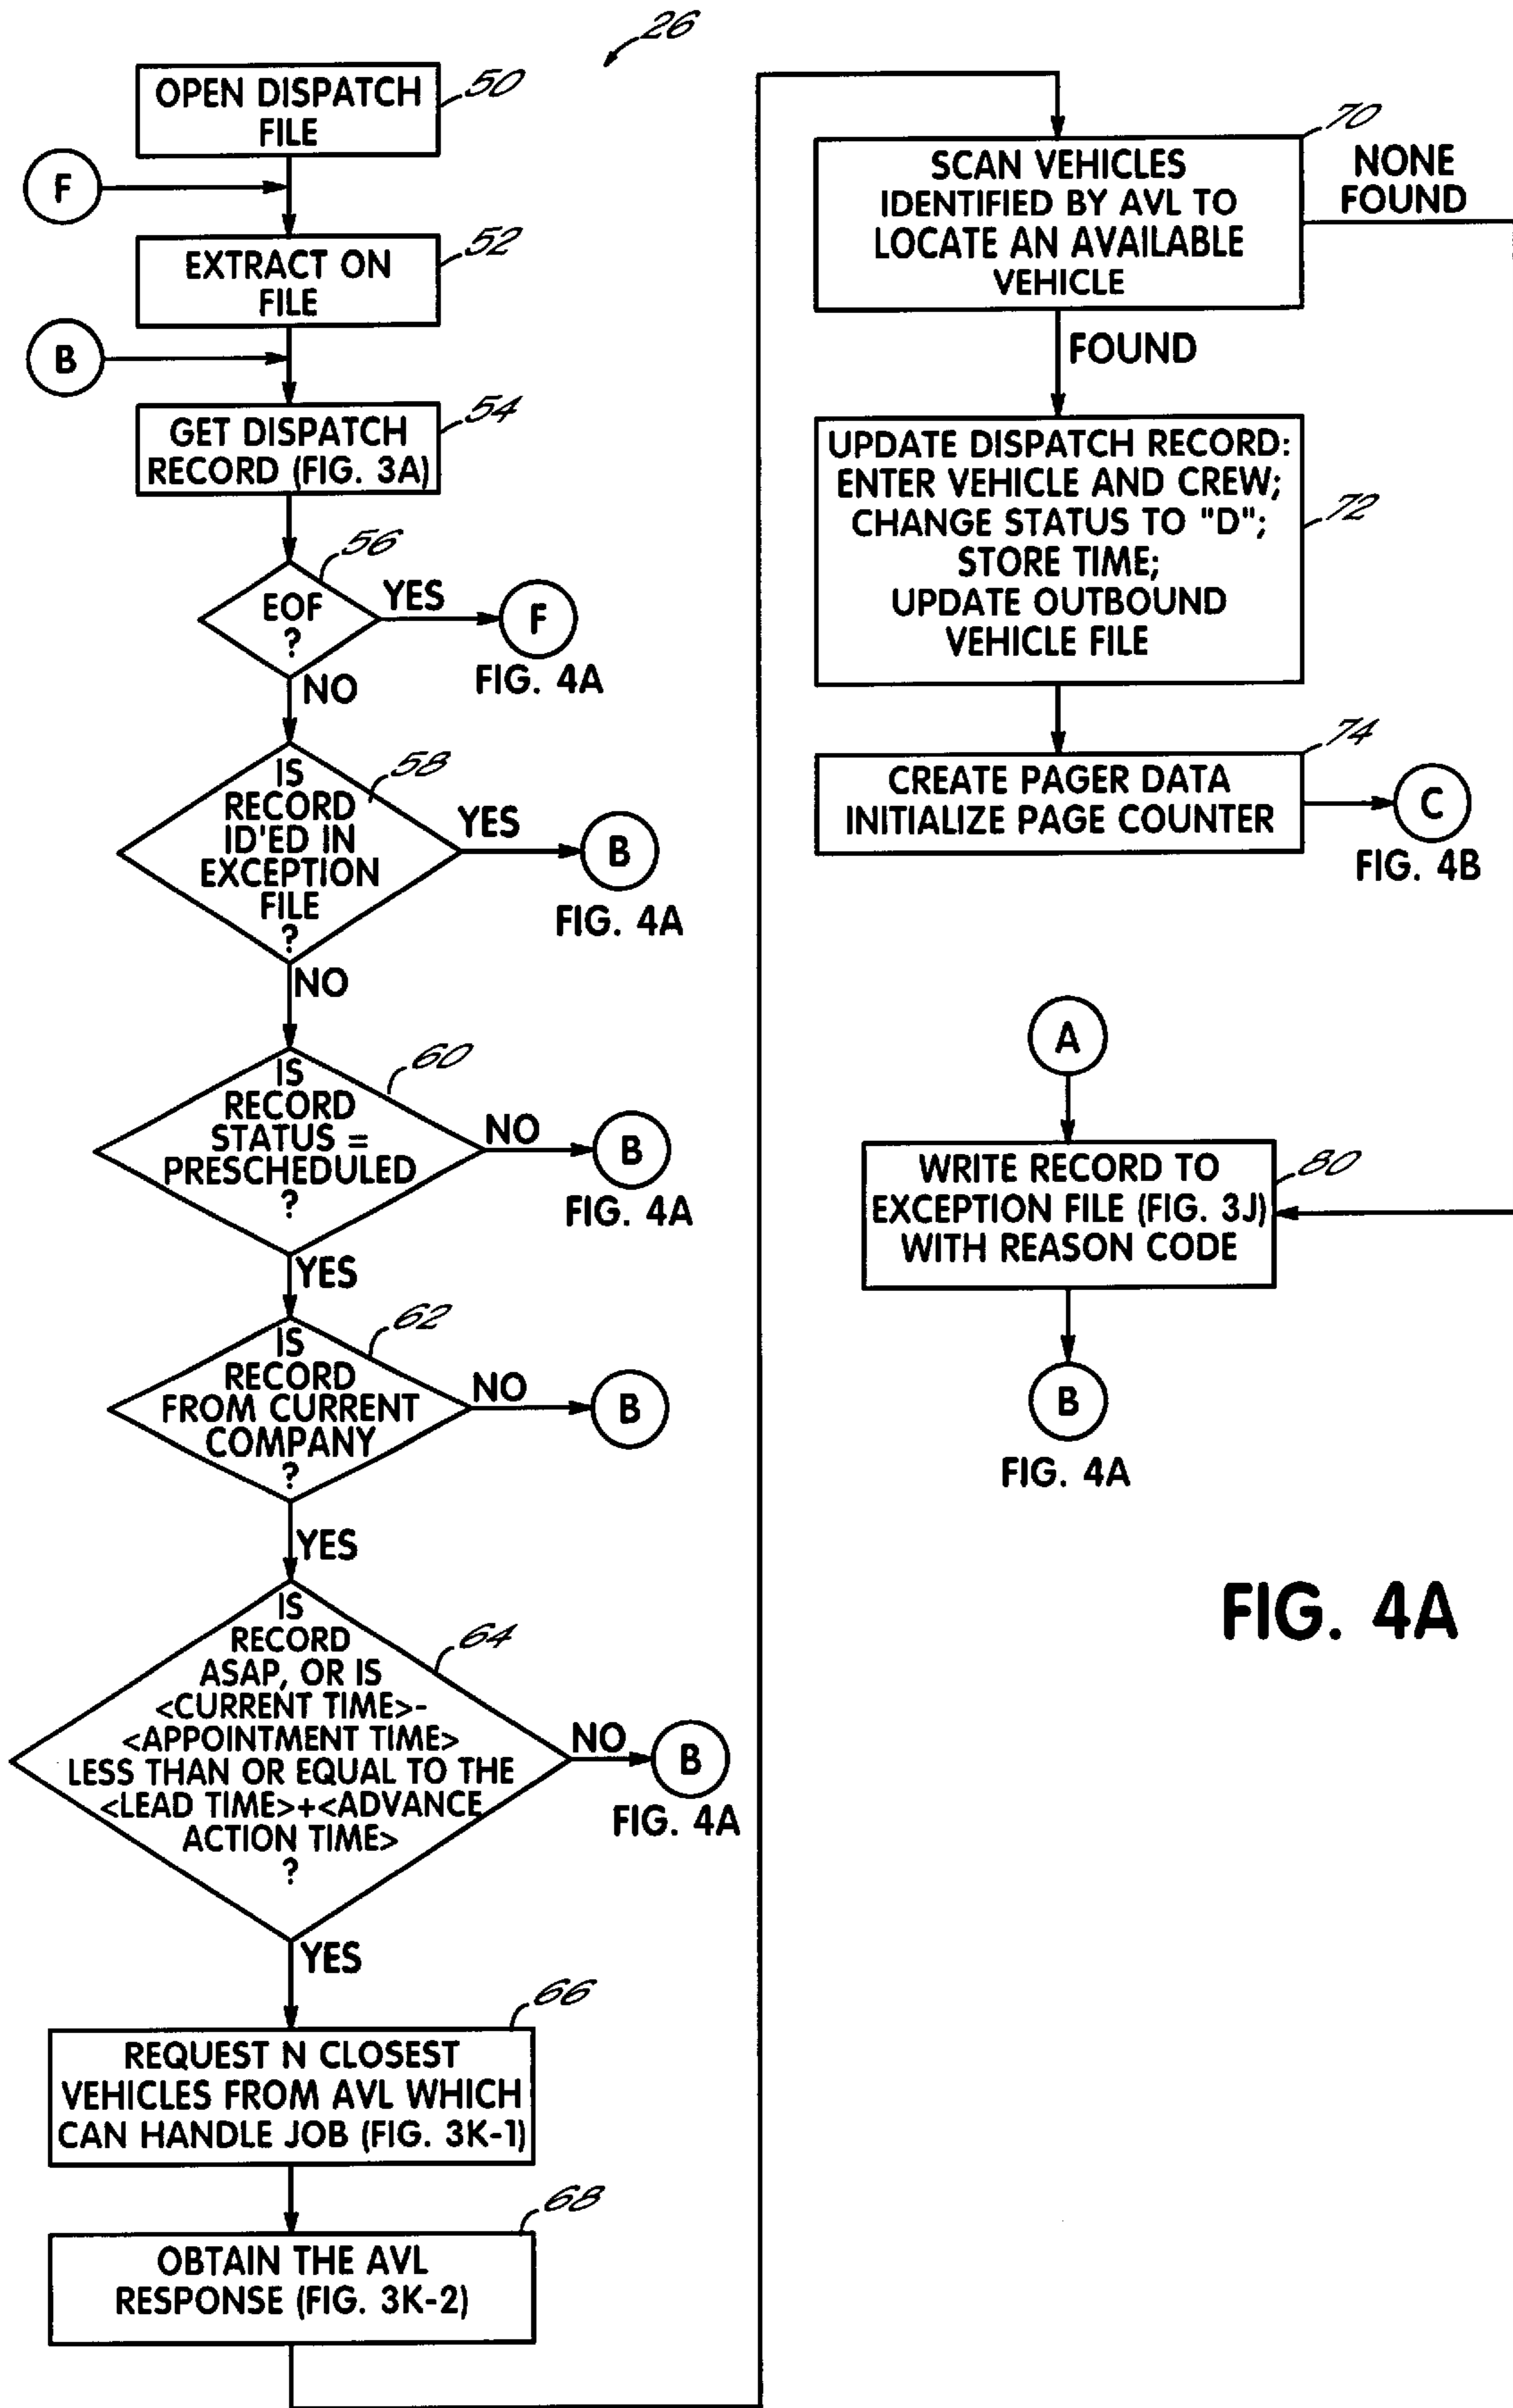 26
OPEN DISPATCH
FILE
50
F
EXTRACT ON
FILE
52
B
GET DISPATCH
RECORD (FIG. 3A)
54
EOF
?
56
YES
F
FIG. 4A
NO
IS
RECORD
ID'ED IN
EXCEPTION
FILE
?
58
YES
B
FIG. 4A
NO
IS
RECORD
STATUS =
PRESCHEDULED
?
60
NO
B
FIG. 4A
YES
IS
RECORD
FROM CURRENT
COMPANY
?
62
NO
B
YES
IS
RECORD
ASAP, OR IS
<CURRENT TIME>-
<APPOINTMENT TIME>
LESS THAN OR EQUAL TO THE
<LEAD TIME>+<ADVANCE
ACTION TIME>
?
64
NO
B
FIG. 4A
YES
66
REQUEST N CLOSEST
VEHICLES FROM AVL WHICH
CAN HANDLE JOB (FIG. 3K-1)
68
OBTAIN THE AVL
RESPONSE (FIG. 3K-2)
70
SCAN VEHICLES
IDENTIFIED BY AVL TO
LOCATE AN AVAILABLE
VEHICLE
NONE
FOUND
FOUND
UPDATE DISPATCH RECORD:
ENTER VEHICLE AND CREW;
CHANGE STATUS TO "D";
STORE TIME;
UPDATE OUTBOUND
VEHICLE FILE
72
74
CREATE PAGER DATA
INITIALIZE PAGE COUNTER
C
FIG. 4B
A
WRITE RECORD TO
EXCEPTION FILE (FIG. 3J)
WITH REASON CODE
80
B
FIG. 4A
FIG. 4A